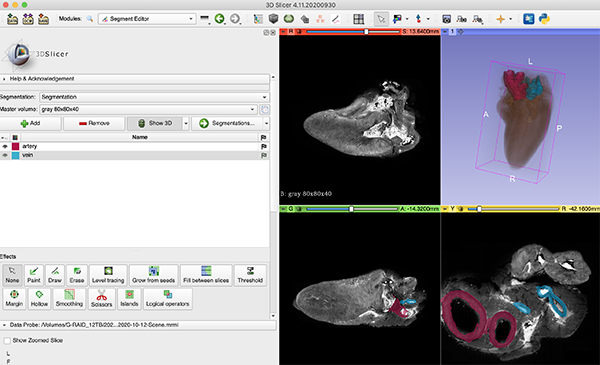 3D Slicer 4.11.20200930
Modules: Segment Editor
3DSlicer
Help & Acknowledgement
Segmentation: Segmentation
Master volume: gray 80x80x40
Add Remove Show 3D Segmentations...
Name
artery
vein
Effects
None Paint Draw Erase Level tracing Grow from seeds Fill between slices Threshold
Margin Hollow Smoothing Scissors Islands Logical operators
Data Probe: /Volumes/G-RAID_12TB/202...2020-10-12-Scene.mrml
Show Zoomed Slice
L
F
R S: 13.6400mm
B: gray 80x80x40
1
L
A
P
R
G A: -14.3200mm
Y R: -42.1600mm